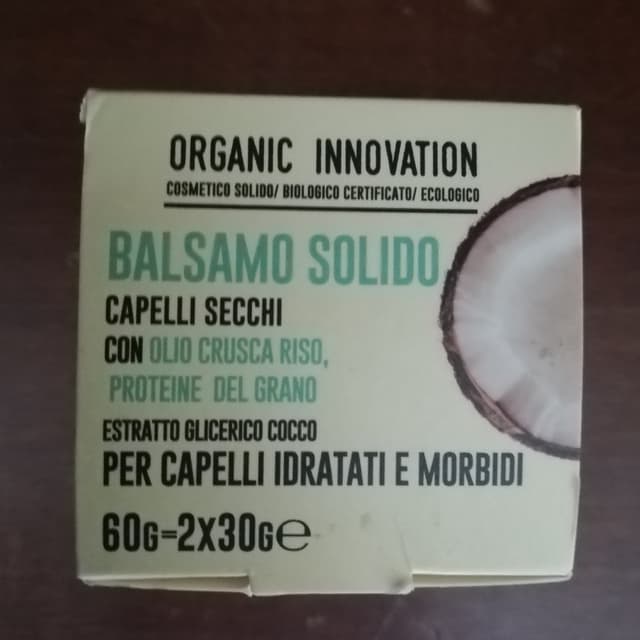 ORGANIC INNOVATION
COSMETICO SOLIDO/ BIOLOGICO CERTIFICATO/ ECOLOGICO
BALSAMO SOLIDO
CAPELLI SECCHI
CON OLIO CRUSCA RISO,
PROTEINE DEL GRANO
ESTRATTO GLICERICO COCCO
PER CAPELLI IDRATATI E MORBIDI
60G=2X30G℮